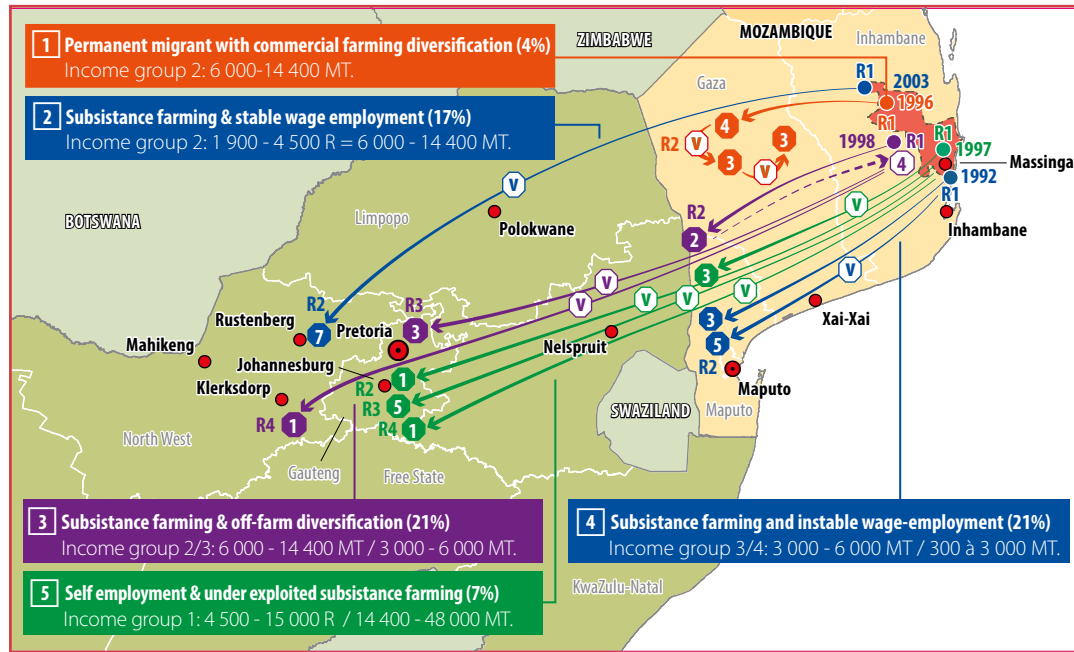 1 Permanent migrant with commercial farming diversification (4%)
Income group 2: 6 000-14 400 MT.
2 Subsistance farming & stable wage employment (17%)
Income group 2: 1 900 - 4 500 R = 6 000 - 14 400 MT.
ZIMBABWE
MOZAMBIQUE
Inhambane
Gaza
R1
2003
1996
R1
4
R2
V
3
V
3
1998
R1
4
R1
1997
Massinga
1992
R1
Inhambane
BOTSWANA
Limpopo
V
Polokwane
R2
2
V
3
V
V
V
V
V
V
Xai-Xai
R2
7
R3
3
Rustenberg
Pretoria
Mahikeng
Johannesburg
Klerksdorp
Nelspruit
3
5
R2
Maputo
Maputo
SWAZILAND
R2
1
R3
5
R4
1
R4
1
North West
Gauteng
Free State
3 Subsistance farming & off-farm diversification (21%)
Income group 2/3: 6 000 - 14 400 MT / 3 000 - 6 000 MT.
4 Subsistance farming and instable wage-employment (21%)
Income group 3/4: 3 000 - 6 000 MT / 300 à 3 000 MT.
5 Self employment & under exploited subsistance farming (7%)
Income group 1: 4 500 - 15 000 R / 14 400 - 48 000 MT.
KwaZulu-Natal